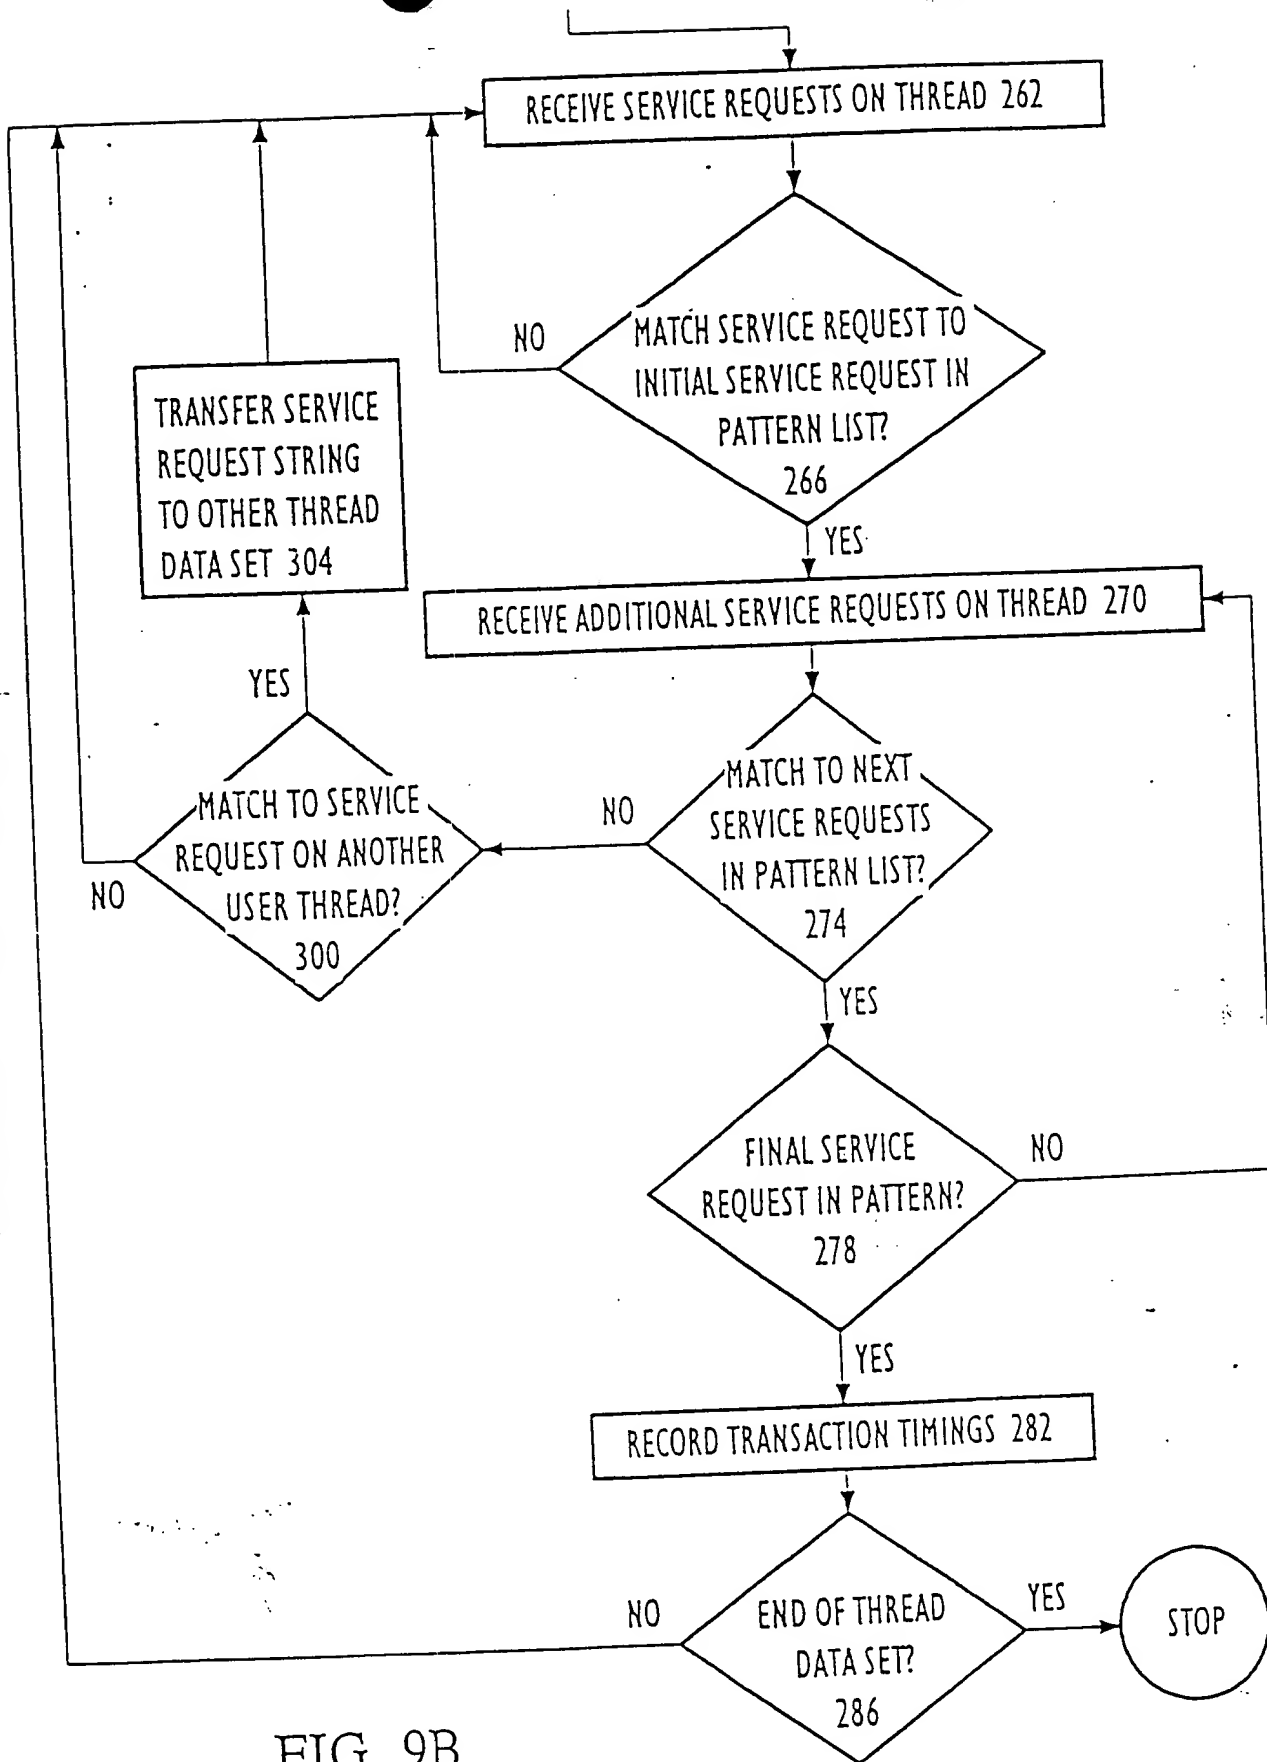 RECEIVE SERVICE REQUESTS ON THREAD 262
NO
MATCH SERVICE REQUEST TO
INITIAL SERVICE REQUEST IN
PATTERN LIST?
266
TRANSFER SERVICE
REQUEST STRING
TO OTHER THREAD
DATA SET 304
YES
RECEIVE ADDITIONAL SERVICE REQUESTS ON THREAD 270
YES
MATCH TO NEXT
SERVICE REQUESTS
IN PATTERN LIST?
274
NO
MATCH TO SERVICE
REQUEST ON ANOTHER
USER THREAD?
300
NO
YES
FINAL SERVICE
REQUEST IN PATTERN?
278
NO
YES
RECORD TRANSACTION TIMINGS 282
NO
END OF THREAD
DATA SET?
286
YES
STOP
FIG. 9B